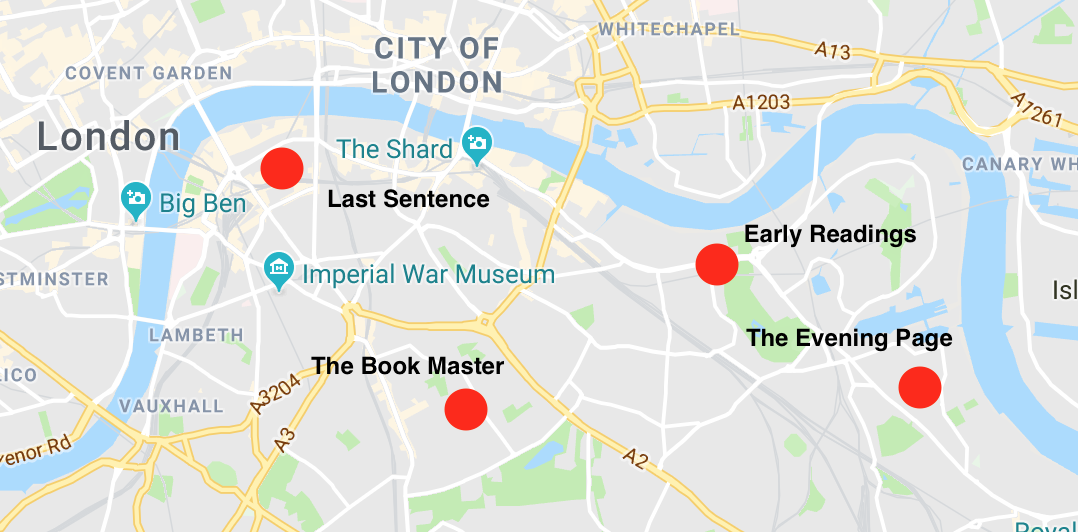 WHITECHAPEL
CITY OF
LONDON
A13
COVENT GARDEN
A1203
A1261
London
The Shard
CANARY WH
Last Sentence
Big Ben
Early Readings
STMINSTER
Imperial War Museum
Isl
LAMBETH
The Evening Page
The Book Master
LICO
A3204
VAUXHALL
A3
venor Rd
A2
Royal